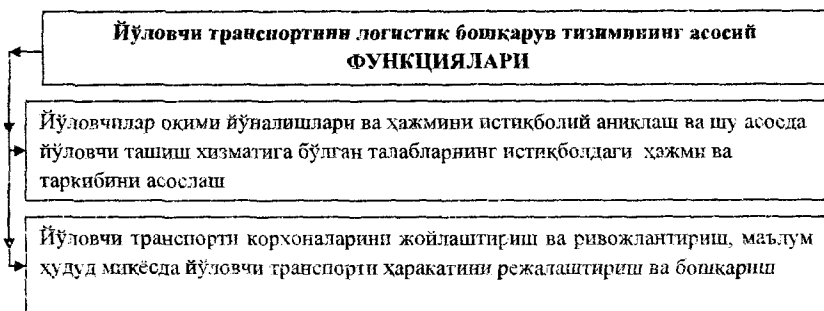 Йўловчи транспортини логистик бошқарув тизимининг асосий
ФУНКЦИЯЛАРИ
Йўловчилар оқими йўналишлари ва ҳажмини истиқболий аниқлаш ва шу асосда
йўловчи ташиш хизматига бўлган талабларнинг истиқболдаги ҳажми ва
таркибини асослаш
Йўловчи транспорти корхоналарини жойлаштириш ва ривожлантириш, маълум
ҳудуд миқёсда йўловчи транспорти ҳаракатини режалаштириш ва бошқариш